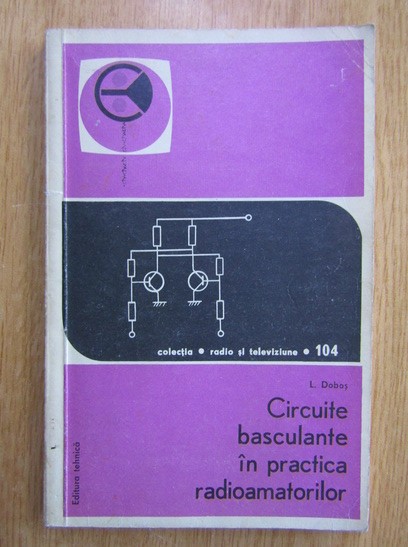 colecția • radio și televiziune • 104
L. Doboș
Circuite
basculante
în practica
radioamatorilor
Editura tehnică